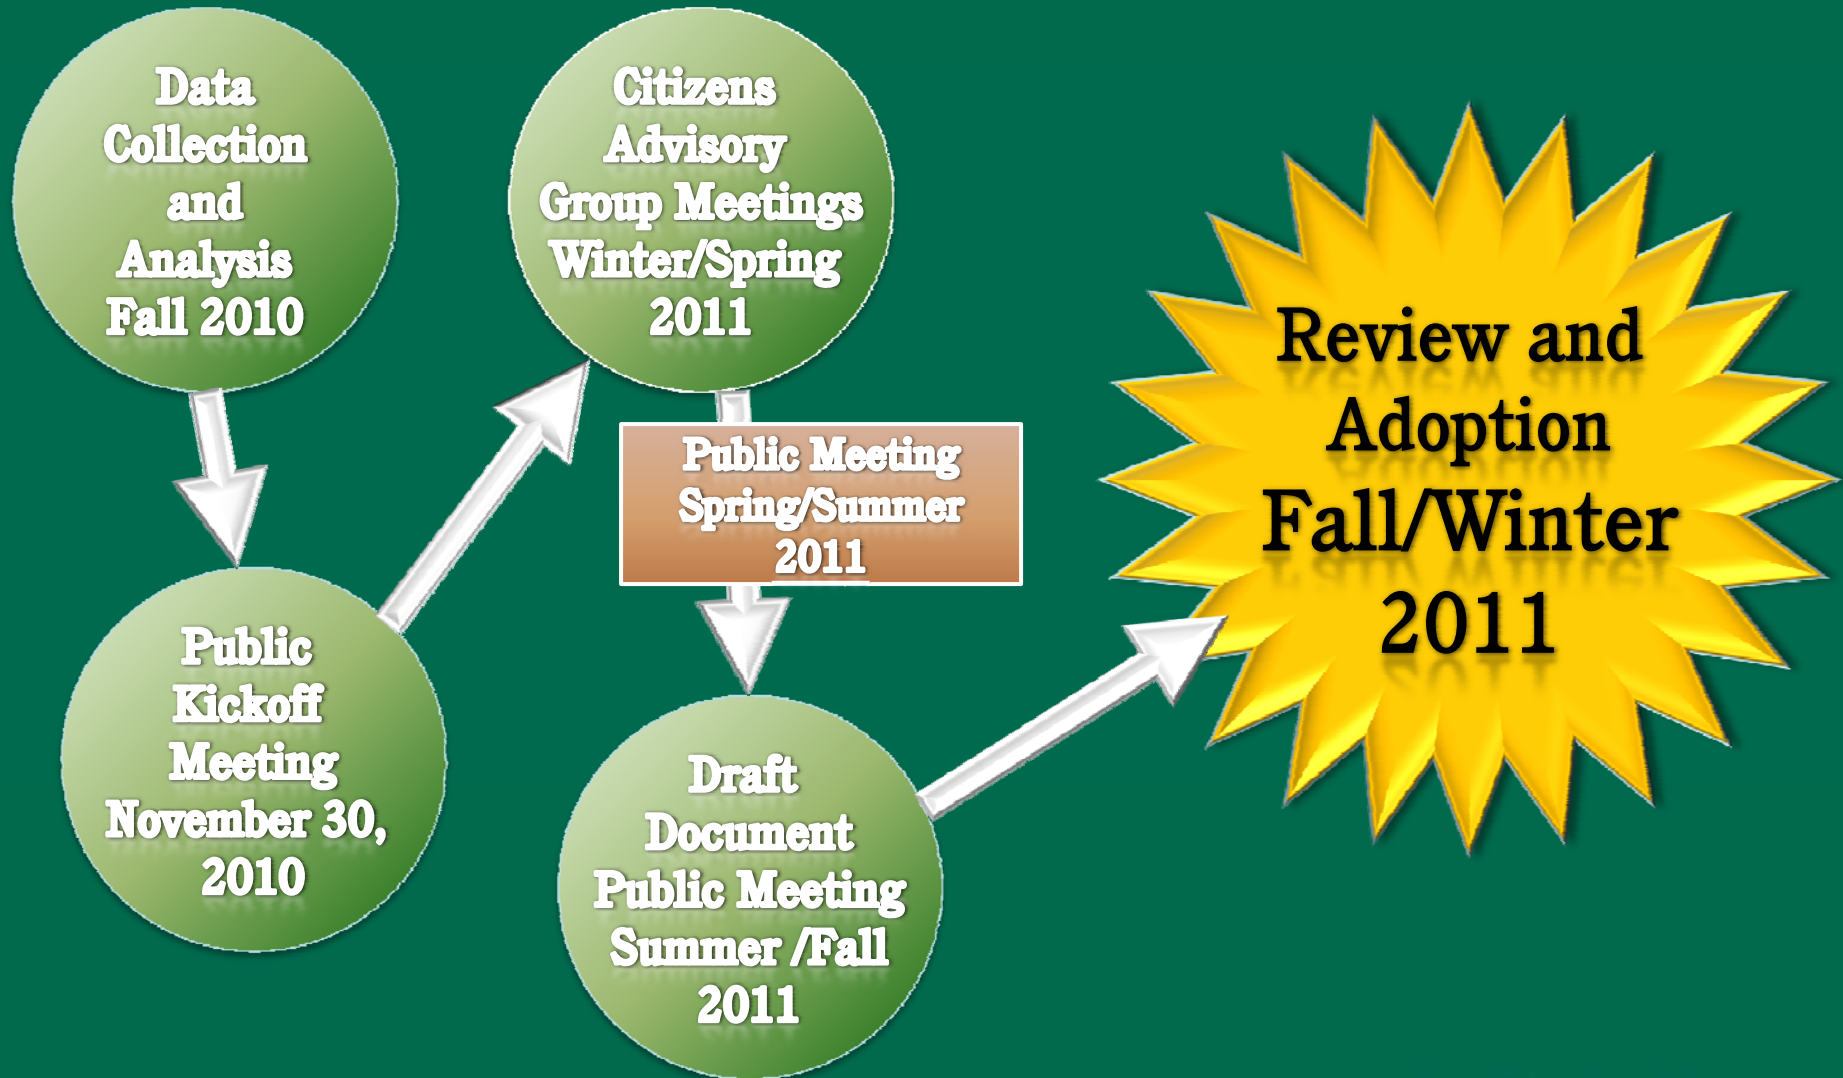 Data
Collection
and
Analysis
Fall 2010
Public
Kickoff
Meeting
November 30,
2010
Citizens
Advisory
Group Meetings
Winter/Spring
2011
Public Meeting
Spring/Summer
2011
Draft
Document
Public Meeting
Summer /Fall
2011
Review and
Adoption
Fall/Winter
2011